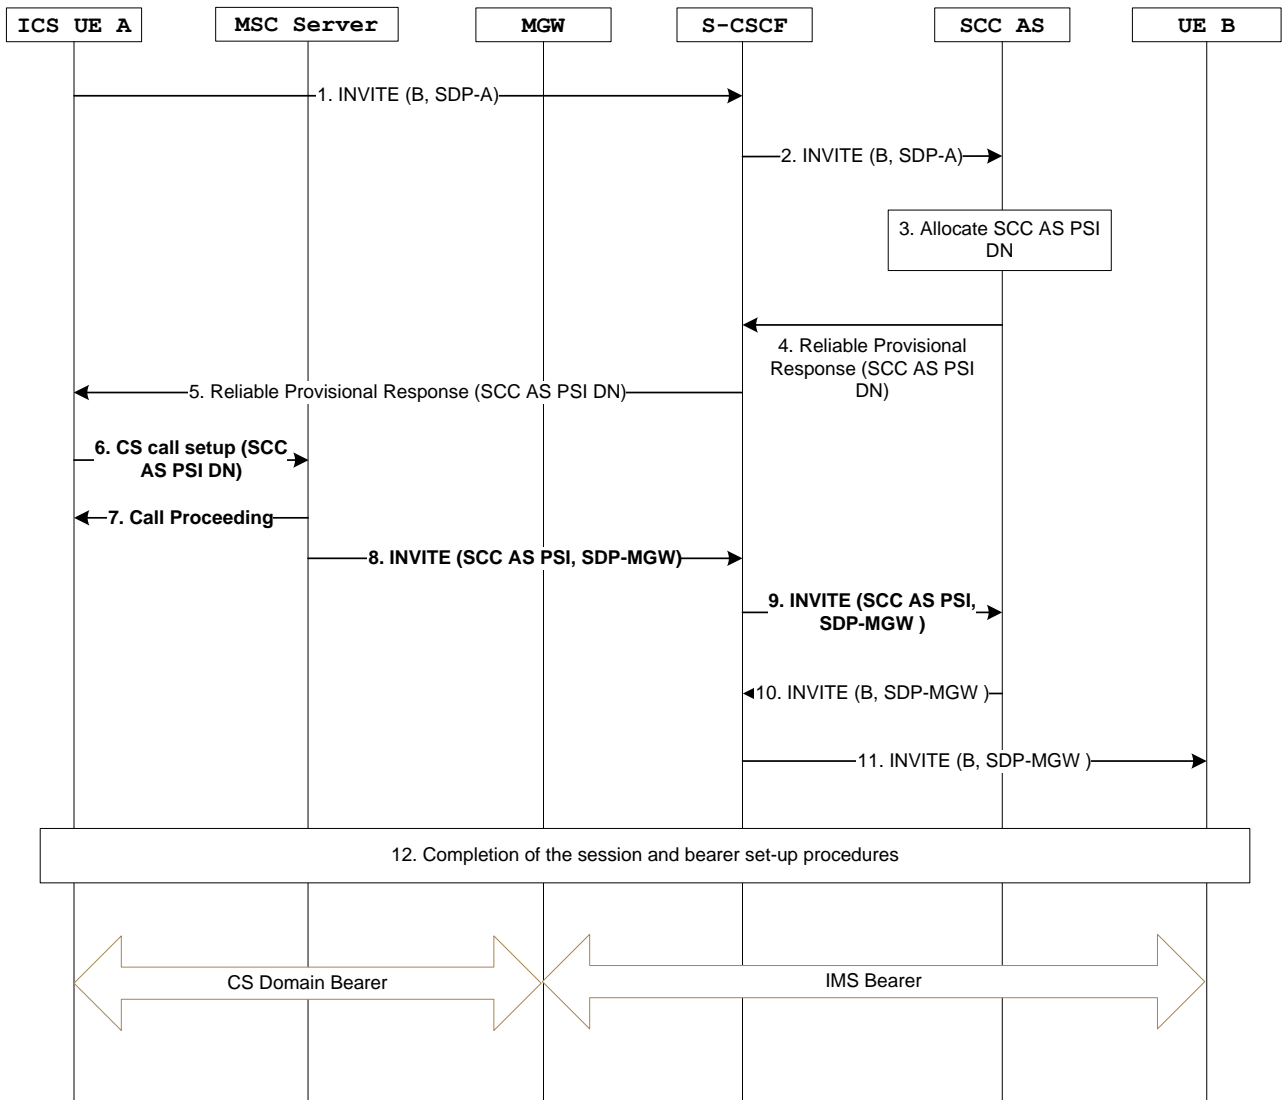 ICS UE A
MSC Server
MGW
S-CSCF
SCC AS
UE B
1. INVITE (B, SDP-A)
2. INVITE (B, SDP-A)
3. Allocate SCC AS PSI
DN
4. Reliable Provisional
Response (SCC AS PSI
DN)
5. Reliable Provisional Response (SCC AS PSI DN)
6. CS call setup (SCC
AS PSI DN)
7. Call Proceeding
8. INVITE (SCC AS PSI, SDP-MGW)
9. INVITE (SCC AS PSI,
SDP-MGW )
10. INVITE (B, SDP-MGW )
11. INVITE (B, SDP-MGW )
12. Completion of the session and bearer set-up procedures
CS Domain Bearer
IMS Bearer